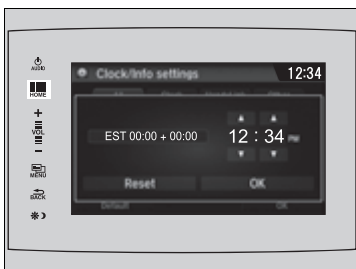 AUDIO
HOME
+
VOL
−
MENU
BACK
Clock/Info settings
12:34
EST 00:00 + 00:00
12 : 34
Reset
OK
Default
OK